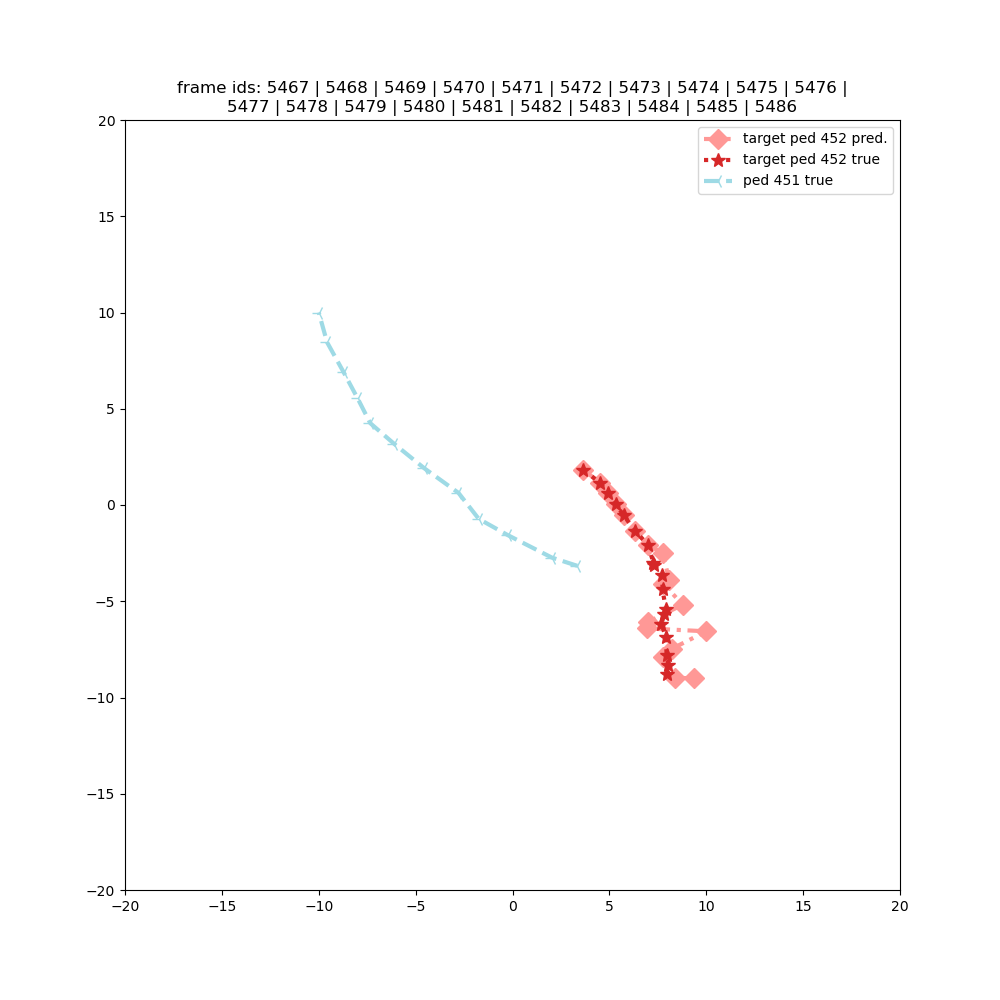 frame ids: 5467 | 5468 | 5469 | 5470 | 5471 | 5472 | 5473 | 5474 | 5475 | 5476 |
5477 | 5478 | 5479 | 5480 | 5481 | 5482 | 5483 | 5484 | 5485 | 5486
target ped 452 pred.
target ped 452 true
ped 451 true
20
15
10
5
0
−5
−10
−15
−20
−20 −15 −10 −5 0 5 10 15 20